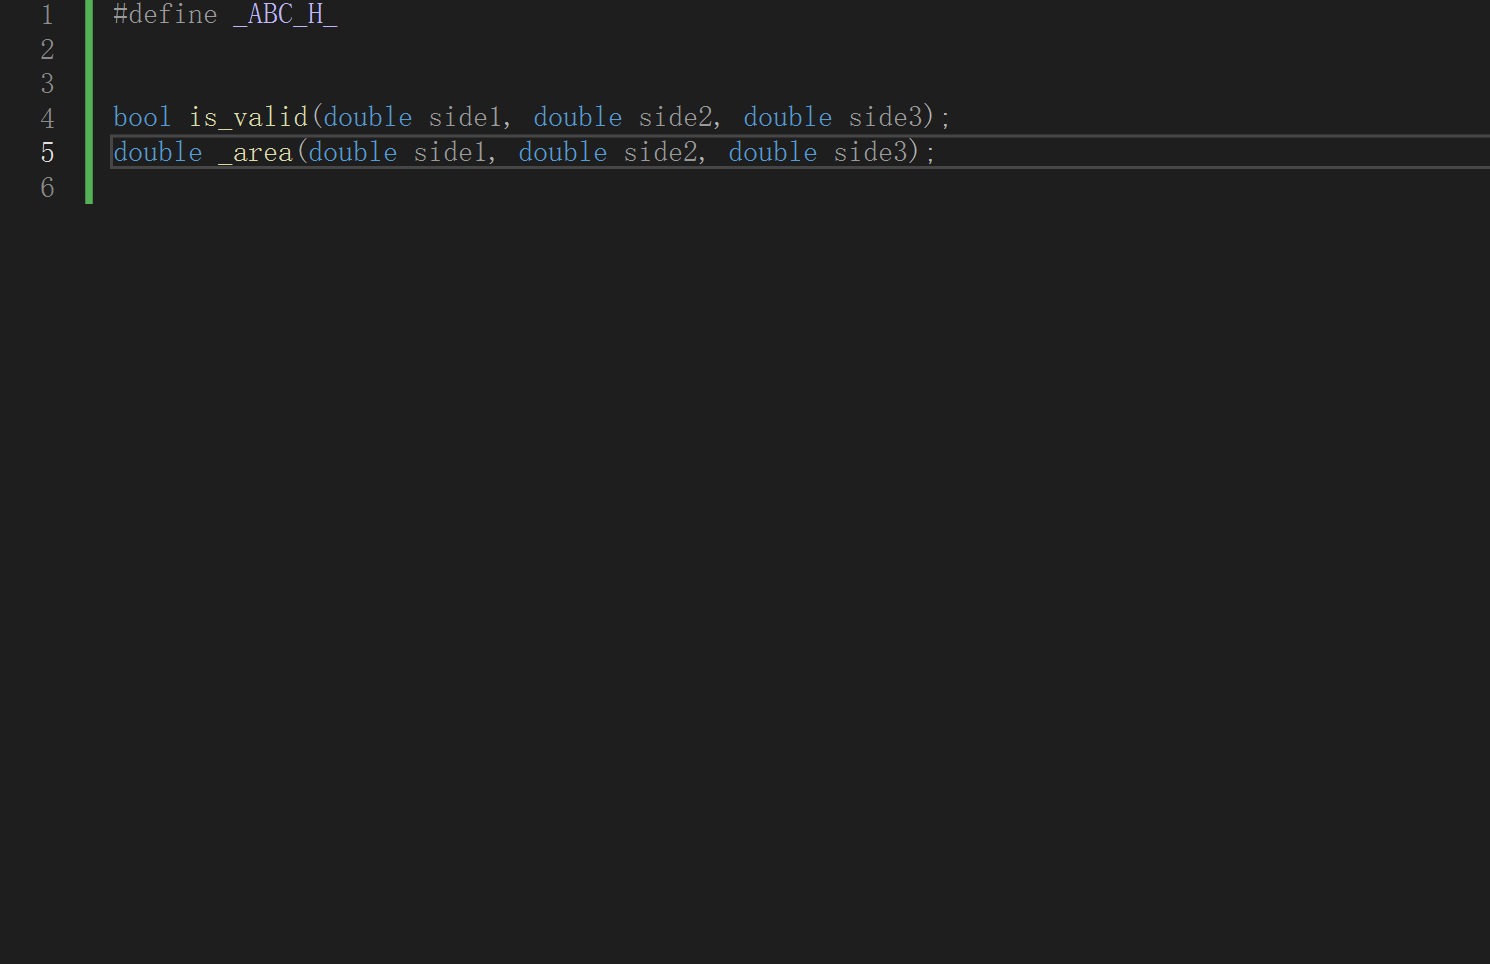 1 #define _ABC_H_
2
3
4 bool is_valid(double side1, double side2, double side3);
5 double _area(double side1, double side2, double side3);
6